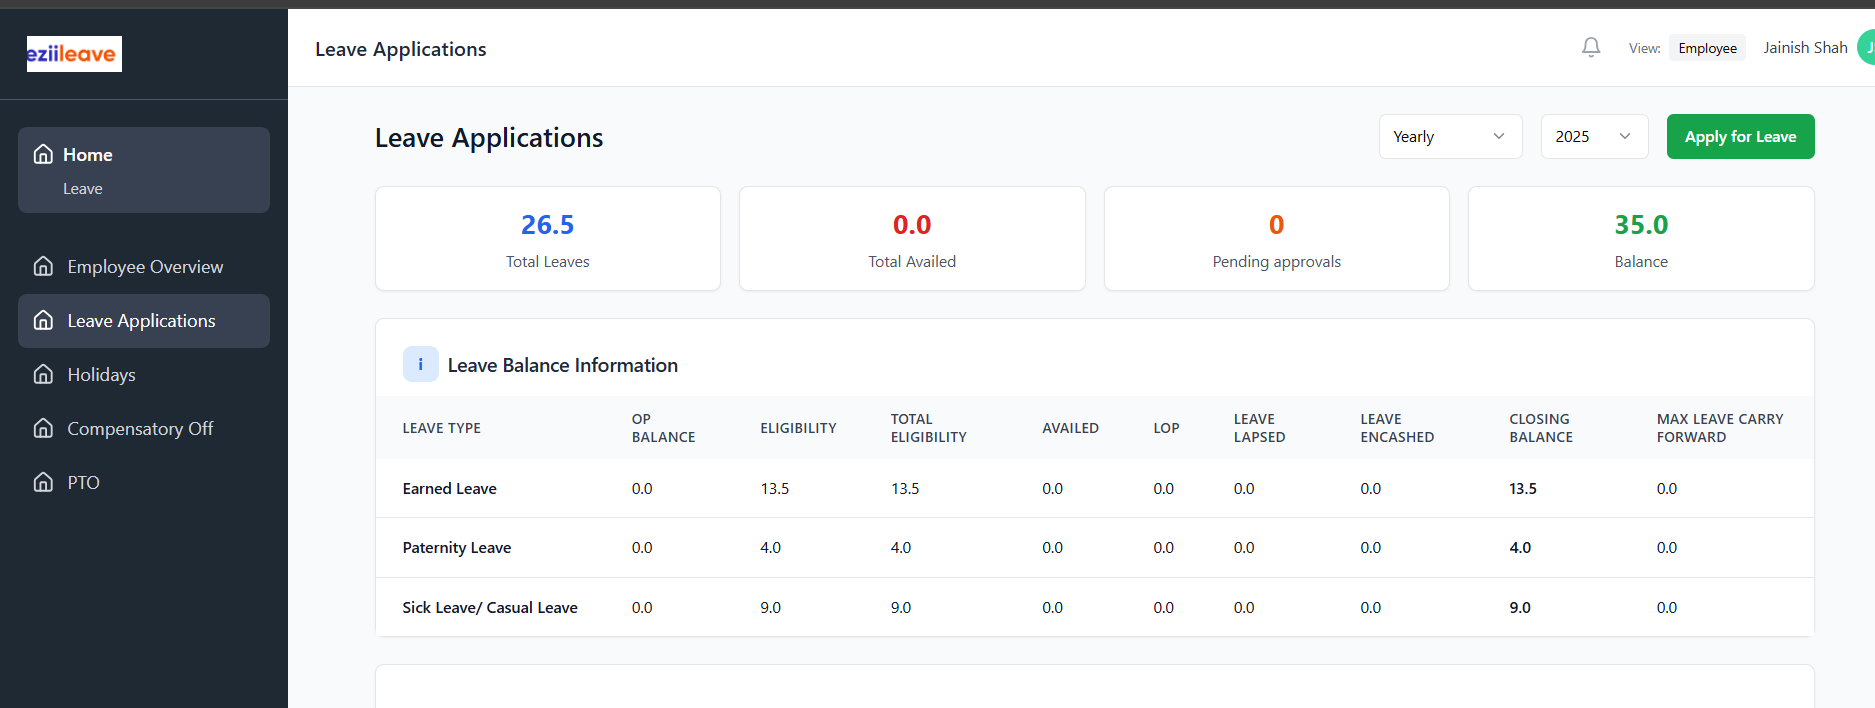 eziileave
Leave Applications
View: Employee Jainish Shah J
Home
Leave
Employee Overview
Leave Applications
Holidays
Compensatory Off
PTO
Leave Applications
Yearly 2025 Apply for Leave
26.5 0.0 0 35.0
Total Leaves Total Availed Pending approvals Balance
i Leave Balance Information
LEAVE TYPE OP BALANCE ELIGIBILITY TOTAL ELIGIBILITY AVAILED LOP LEAVE LAPSED LEAVE ENCASHED CLOSING BALANCE MAX LEAVE CARRY FORWARD
Earned Leave 0.0 13.5 13.5 0.0 0.0 0.0 0.0 13.5 0.0
Paternity Leave 0.0 4.0 4.0 0.0 0.0 0.0 0.0 4.0 0.0
Sick Leave/ Casual Leave 0.0 9.0 9.0 0.0 0.0 0.0 0.0 9.0 0.0